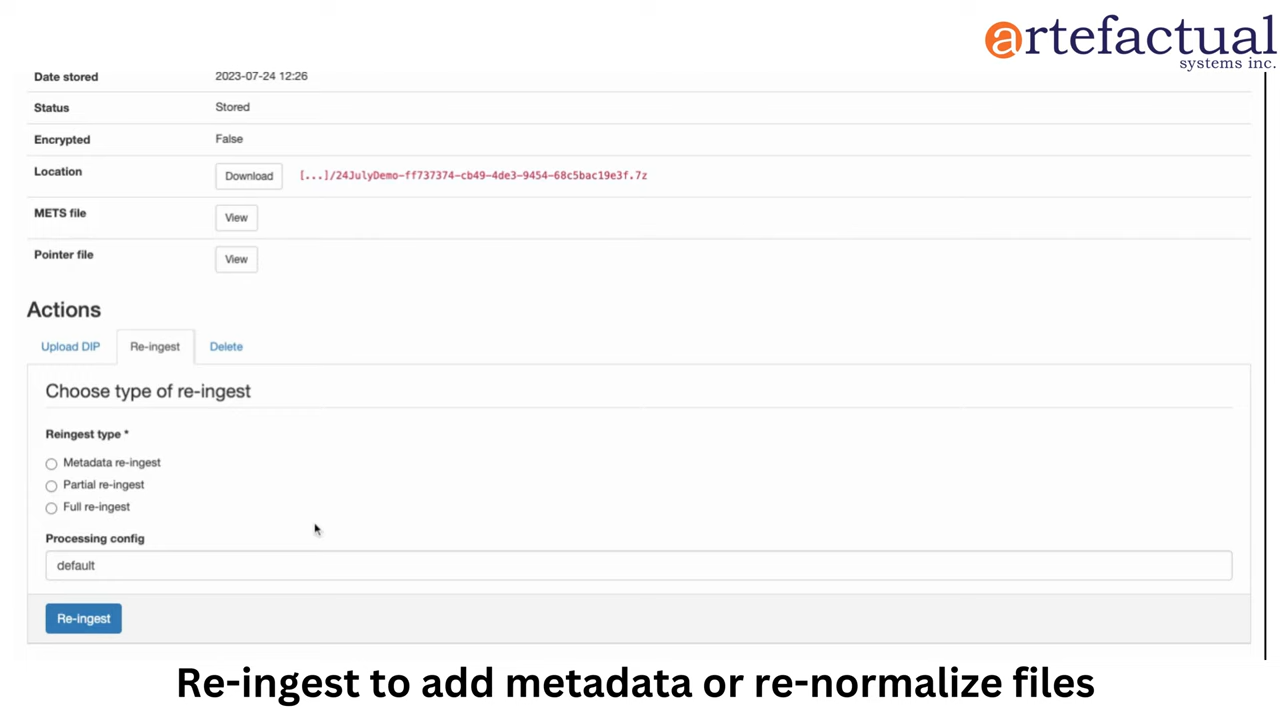 artefactual
systems inc.
Date stored 2023-07-24 12:26
Status Stored
Encrypted False
Location Download [...]/24JulyDemo-ff737374-cb49-4de3-9454-68c5bac19e3f.7z
METS file View
Pointer file View
Actions
Upload DIP Re-ingest Delete
Choose type of re-ingest
Reingest type *
Metadata re-ingest
Partial re-ingest
Full re-ingest
Processing config
default
Re-ingest
Re-ingest to add metadata or re-normalize files